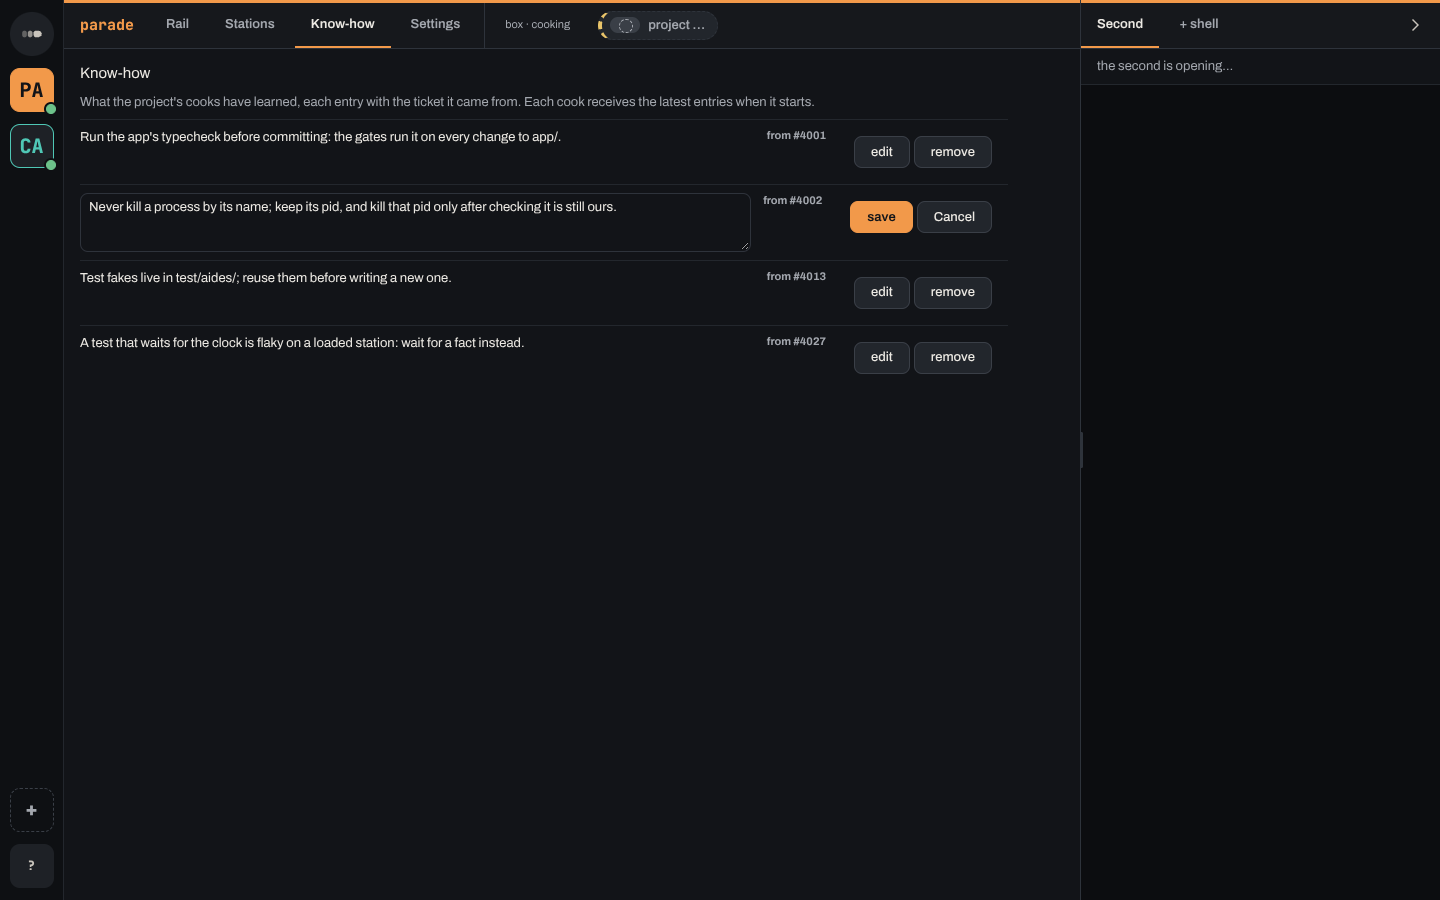 parade Rail Stations Know-how Settings box · cooking project ... Second + shell
PA
CA
Know-how
the second is opening...
What the project's cooks have learned, each entry with the ticket it came from. Each cook receives the latest entries when it starts.
Run the app's typecheck before committing: the gates run it on every change to app/. from #4001 edit remove
Never kill a process by its name; keep its pid, and kill that pid only after checking it is still ours. from #4002 save Cancel
Test fakes live in test/aides/; reuse them before writing a new one. from #4013 edit remove
A test that waits for the clock is flaky on a loaded station: wait for a fact instead. from #4027 edit remove
+
?